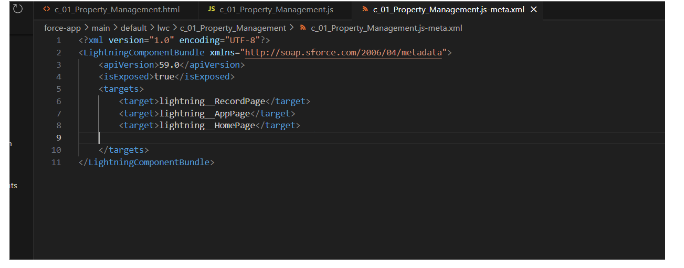 c_01_Property_Management.html
JS c_01_Property_Management.js
c_01_Property_Management.js-meta.xml
force-app > main > default > lwc > c_01_Property_Management > c_01_Property_Management.js-meta.xml
1 <?xml version="1.0" encoding="UTF-8"?>
2 <LightningComponentBundle xmlns="http://soap.sforce.com/2006/04/metadata">
3 <apiVersion>59.0</apiVersion>
4 <isExposed>true</isExposed>
5 <targets>
6 <target>lightning__RecordPage</target>
7 <target>lightning__AppPage</target>
8 <target>lightning__HomePage</target>
9
10 </targets>
11 </LightningComponentBundle>